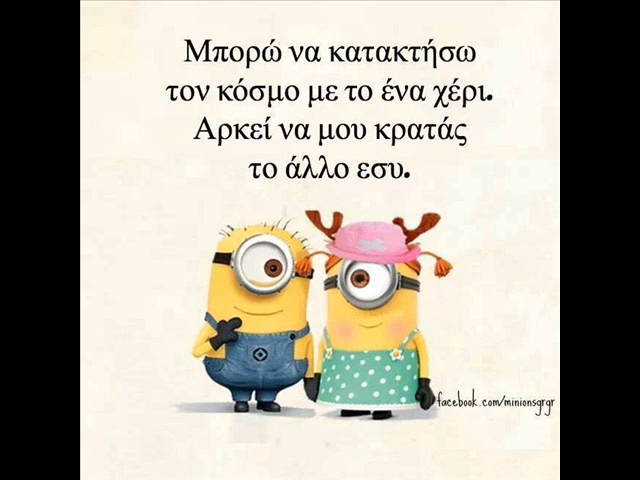 Μπορώ να κατακτήσω
τον κόσμο με το ένα χέρι.
Αρκεί να μου κρατάς
το άλλο εσυ.
facebook.com/minionsgrgr